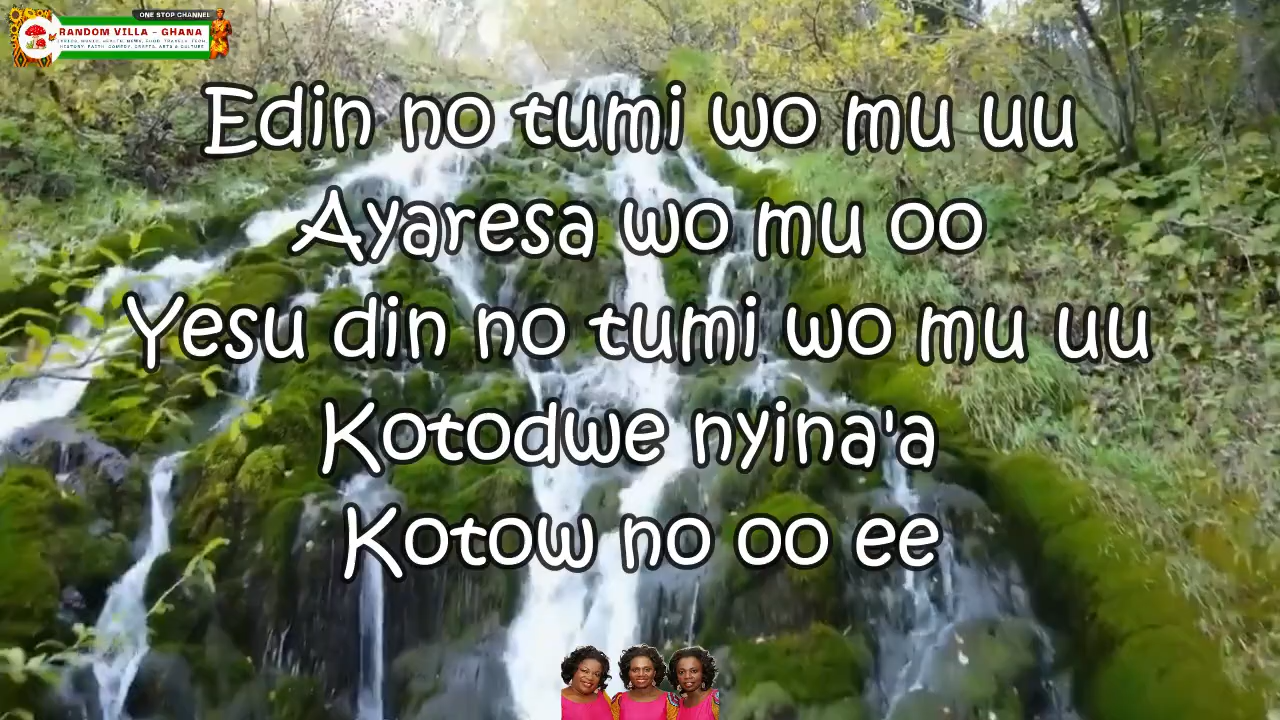 ONE STOP CHANNEL
RANDOM VILLA - GHANA
Edin no tumi wo mu uu
Ayaresa wo mu oo
Yesu din no tumi wo mu uu
Kotodwe nyina'a
Kotow no oo ee